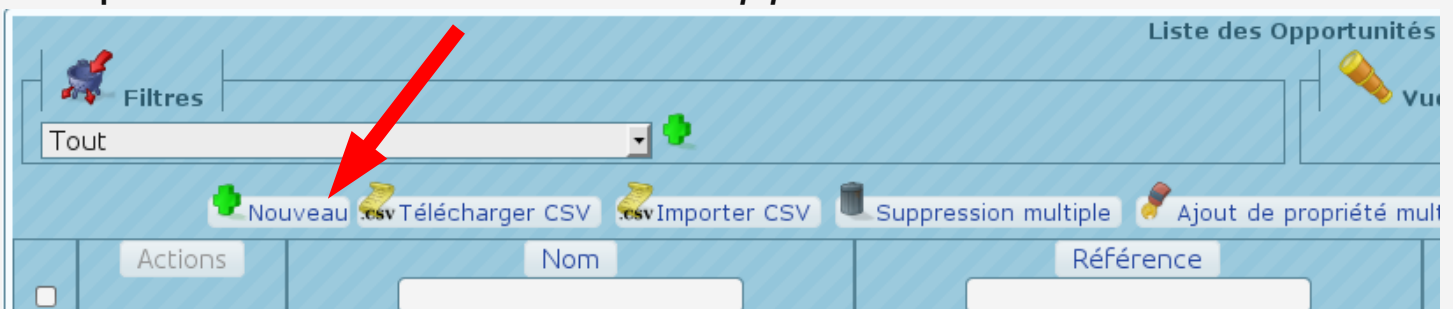 Liste des Opportunités
Filtres
Tout
Nouveau .csv Télécharger CSV .csv Importer CSV Suppression multiple Ajout de propriété mult
Actions Nom Référence